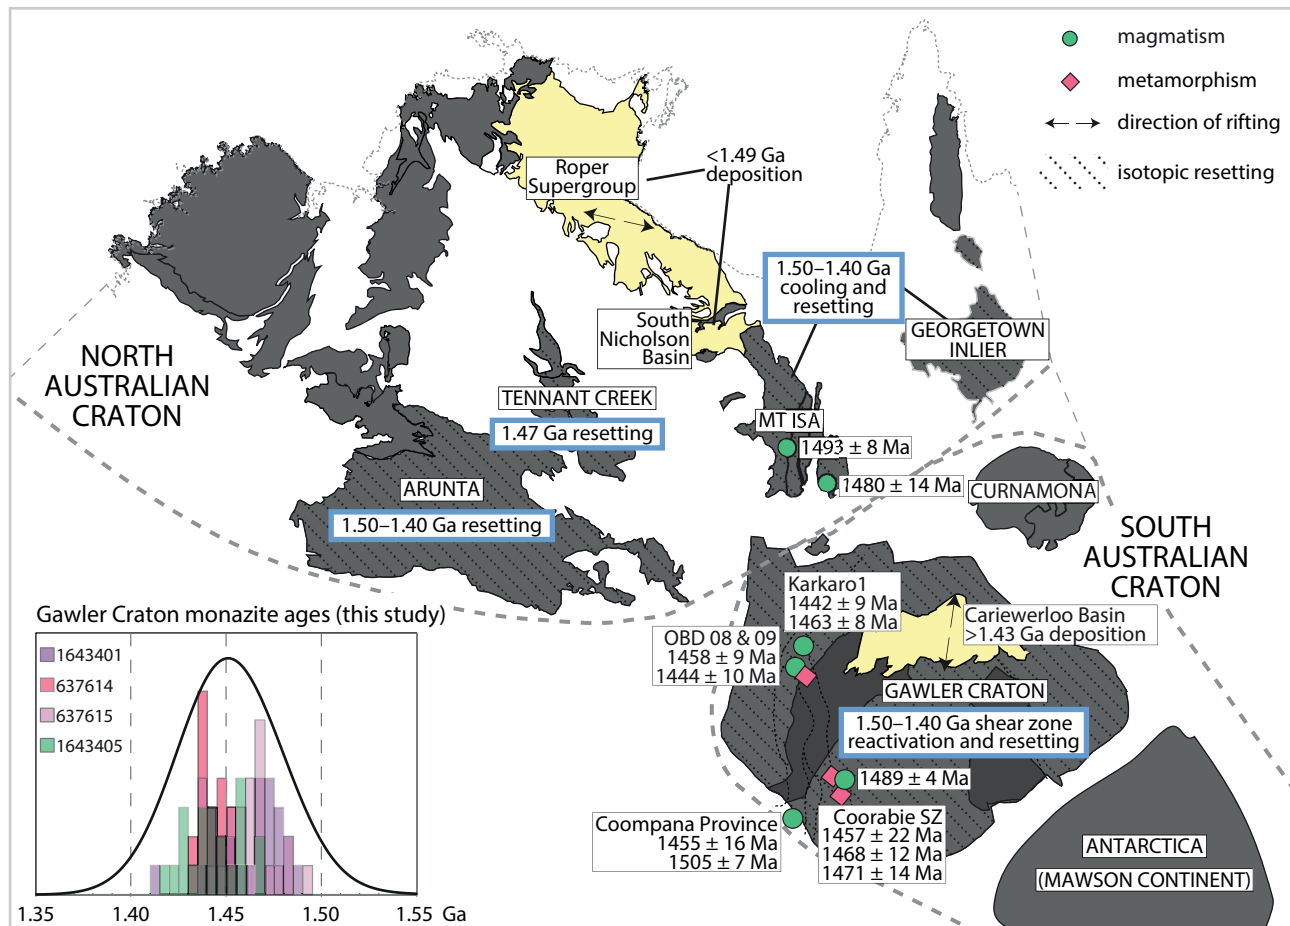 magmatism
metamorphism
direction of rifting
isotopic resetting
Roper
Supergroup
<1.49 Ga
deposition
1.50–1.40 Ga
cooling and
resetting
South
Nicholson
Basin
GEORGETOWN
INLIER
NORTH
AUSTRALIAN
CRATON
TENNANT CREEK
1.47 Ga resetting
MT ISA
1493 ± 8 Ma
1480 ± 14 Ma
ARUNTA
1.50–1.40 Ga resetting
CURNAMONA
SOUTH
AUSTRALIAN
CRATON
Karkaro1
1442 ± 9 Ma
1463 ± 8 Ma
Cariewerloo Basin
>1.43 Ga deposition
OBD 08 & 09
1458 ± 9 Ma
1444 ± 10 Ma
GAWLER CRATON
1.50–1.40 Ga shear zone
reactivation and resetting
1489 ± 4 Ma
Coompana Province
1455 ± 16 Ma
1505 ± 7 Ma
Coorabie SZ
1457 ± 22 Ma
1468 ± 12 Ma
1471 ± 14 Ma
ANTARCTICA
(MAWSON CONTINENT)
Gawler Craton monazite ages (this study)
1643401
637614
637615
1643405
1.35 1.40 1.45 1.50 1.55 Ga